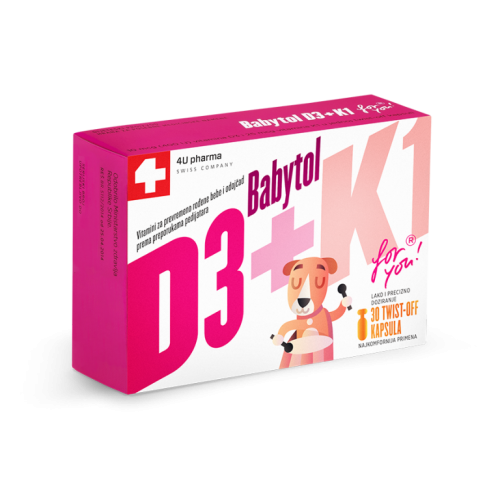 Babytol D3+K1 for you!
4U pharma
SWISS COMPANY
Babytol
Vitamini za prevremeno rođene bebe i odojčad
prema preporukama pedijatara
D3+K1
for you!®
LAKO I PRECIZNO
DOZIRANJE
30 TWIST-OFF
KAPSULA
NAJKOMFORNIJA PRIMENA